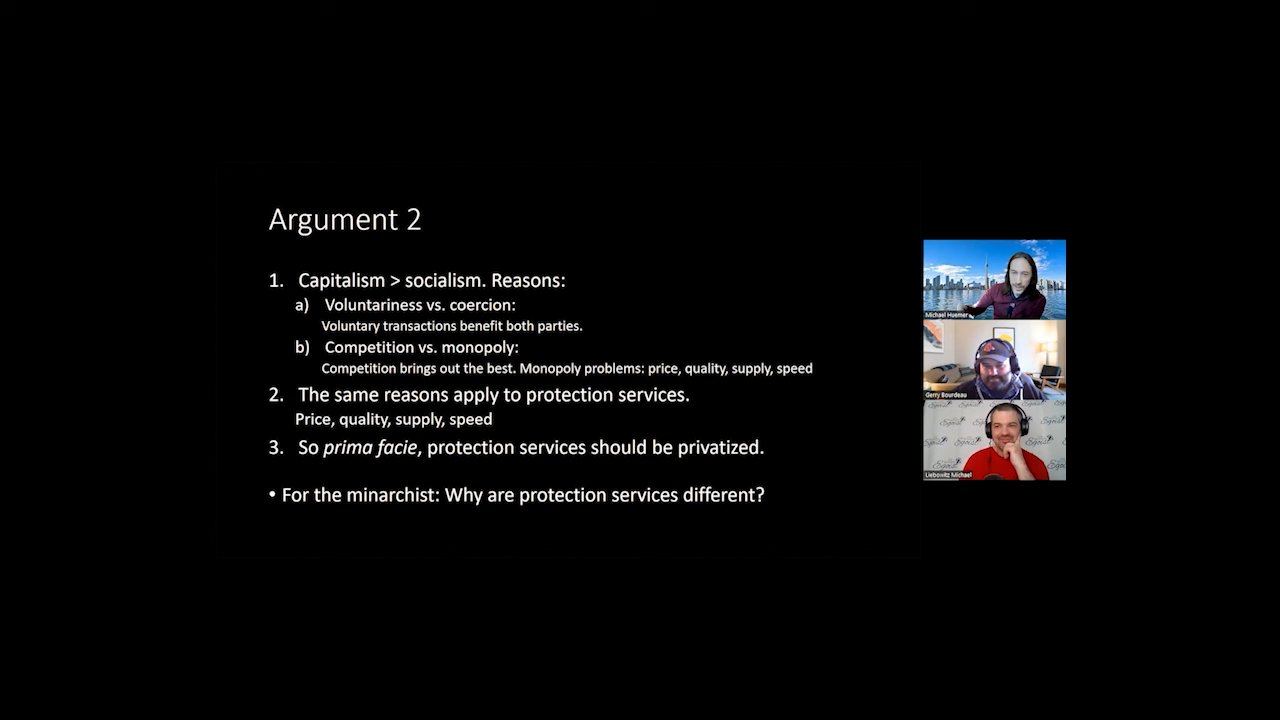 Argument 2
1. Capitalism > socialism. Reasons:
a) Voluntariness vs. coercion:
Voluntary transactions benefit both parties.
b) Competition vs. monopoly:
Competition brings out the best. Monopoly problems: price, quality, supply, speed
2. The same reasons apply to protection services.
Price, quality, supply, speed
3. So prima facie, protection services should be privatized.
• For the minarchist: Why are protection services different?
Michael Huemer
Gerry Bourdeau
Egoist
Liebowitz Michael